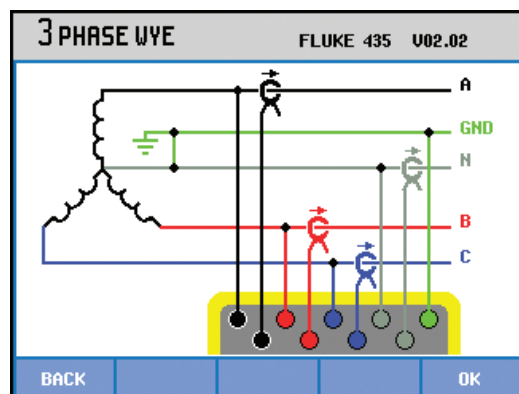 3 PHASE WYE
FLUKE 435 V02.02
A
GND
N
B
C
BACK
OK